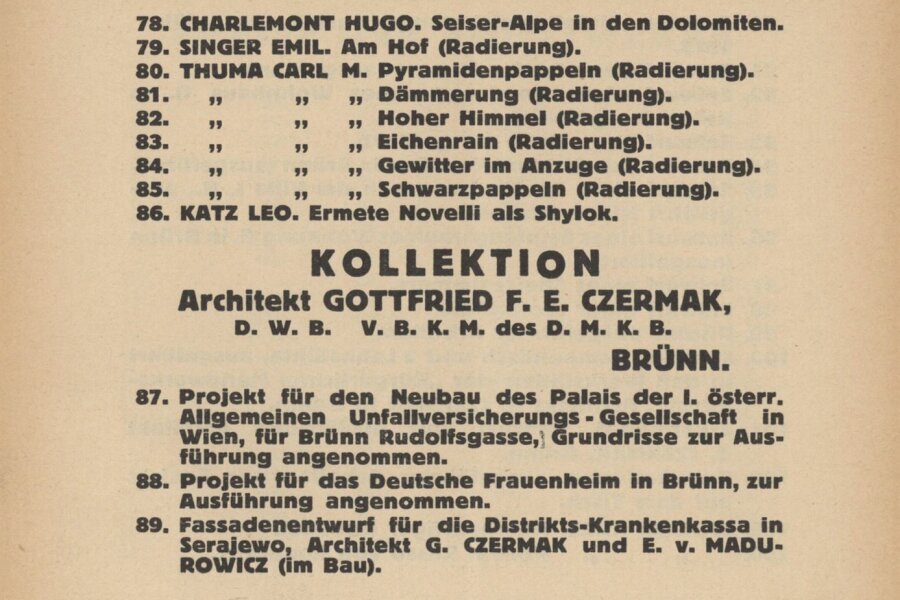 78. CHARLEMONT HUGO. Seiser-Alpe in den Dolomiten.
79. SINGER EMIL. Am Hof (Radierung).
80. THUMA CARL M. Pyramidenpappeln (Radierung).
81. „ „ „ Dämmerung (Radierung).
82. „ „ „ Hoher Himmel (Radierung).
83. „ „ „ Eichenrain (Radierung).
84. „ „ „ Gewitter im Anzuge (Radierung).
85. „ „ „ Schwarzpappeln (Radierung).
86. KATZ LEO. Ermete Novelli als Shylok.
KOLLEKTION
Architekt GOTTFRIED F. E. CZERMAK,
D. W. B. V. B. K. M. des D. M. K. B.
BRÜNN.
87. Projekt für den Neubau des Palais der I. österr.
Allgemeinen Unfallversicherungs-Gesellschaft in
Wien, für Brünn Rudolfsgasse, Grundrisse zur Aus-
führung angenommen.
88. Projekt für das Deutsche Frauenheim in Brünn, zur
Ausführung angenommen.
89. Fassadenentwurf für die Distrikts-Krankenkassa in
Serajewo, Architekt G. CZERMAK und E. v. MADU-
ROWICZ (im Bau).